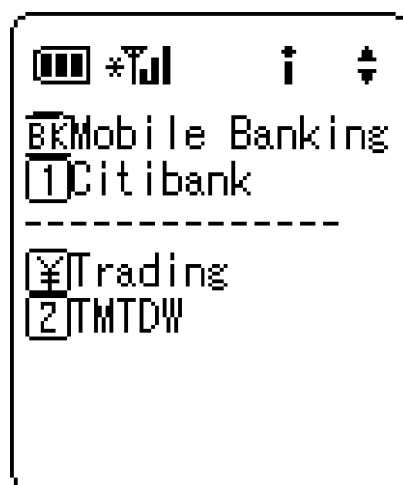 BKMobile Banking
1Citibank
---------------
¥Trading
2TMTDW